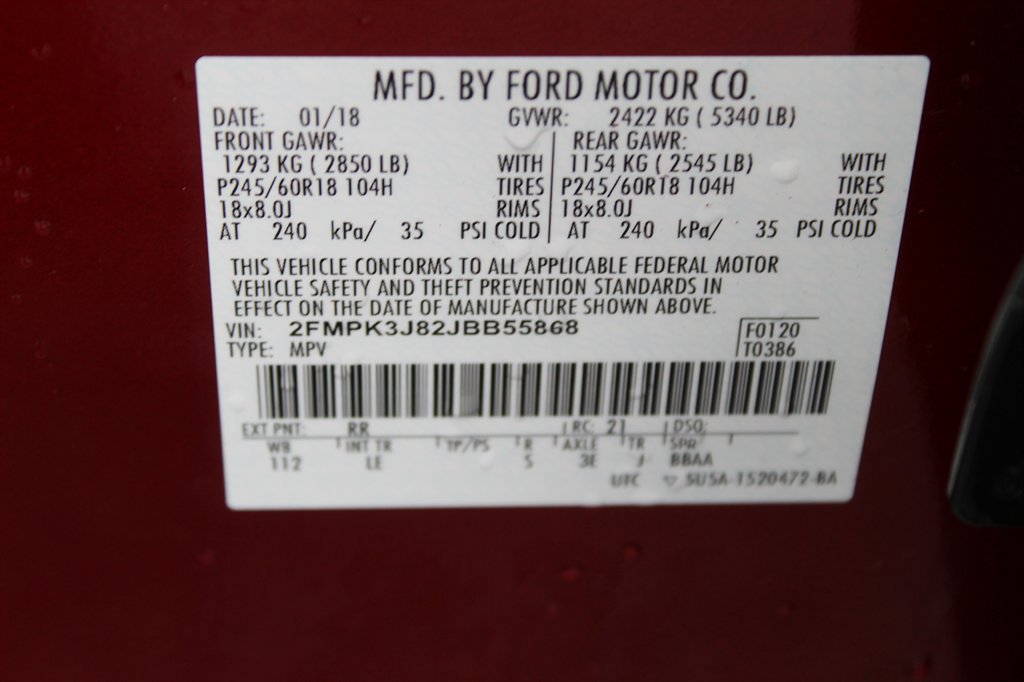 MFD. BY FORD MOTOR CO.
DATE: 01/18 GVWR: 2422 KG ( 5340 LB)
FRONT GAWR: REAR GAWR:
1293 KG ( 2850 LB) WITH 1154 KG ( 2545 LB) WITH
P245/60R18 104H TIRES P245/60R18 104H TIRES
18x8.0J RIMS 18x8.0J RIMS
AT 240 kPa/ 35 PSI COLD AT 240 kPa/ 35 PSI COLD
THIS VEHICLE CONFORMS TO ALL APPLICABLE FEDERAL MOTOR
VEHICLE SAFETY AND THEFT PREVENTION STANDARDS IN
EFFECT ON THE DATE OF MANUFACTURE SHOWN ABOVE.
VIN: 2FMPK3J82JBB55868 F0120
TYPE: MPV T0386
EXT PNT: RR RC: 21 DSO:
WB INT TR TP/PS R AXLE TR SPR
112 LE S 3E J BBAA
UTC 5U5A-1520472-BA